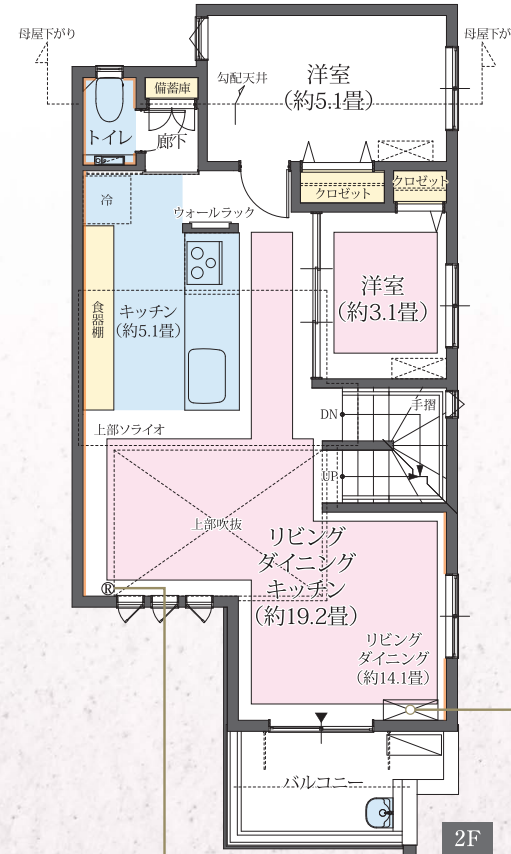 母屋下がり
母屋下が
勾配天井
洋室
（約5.1畳）
備蓄庫
トイレ
廊下
クロゼット
クロゼット
冷
ウォールラック
洋室
（約3.1畳）
食器棚
キッチン
（約5.1畳）
手摺
DN
上部ソライオ
UP
上部吹抜
リビング
ダイニング
キッチン
（約19.2畳）
リビング
ダイニング
（約14.1畳）
®
バルコニー
2F